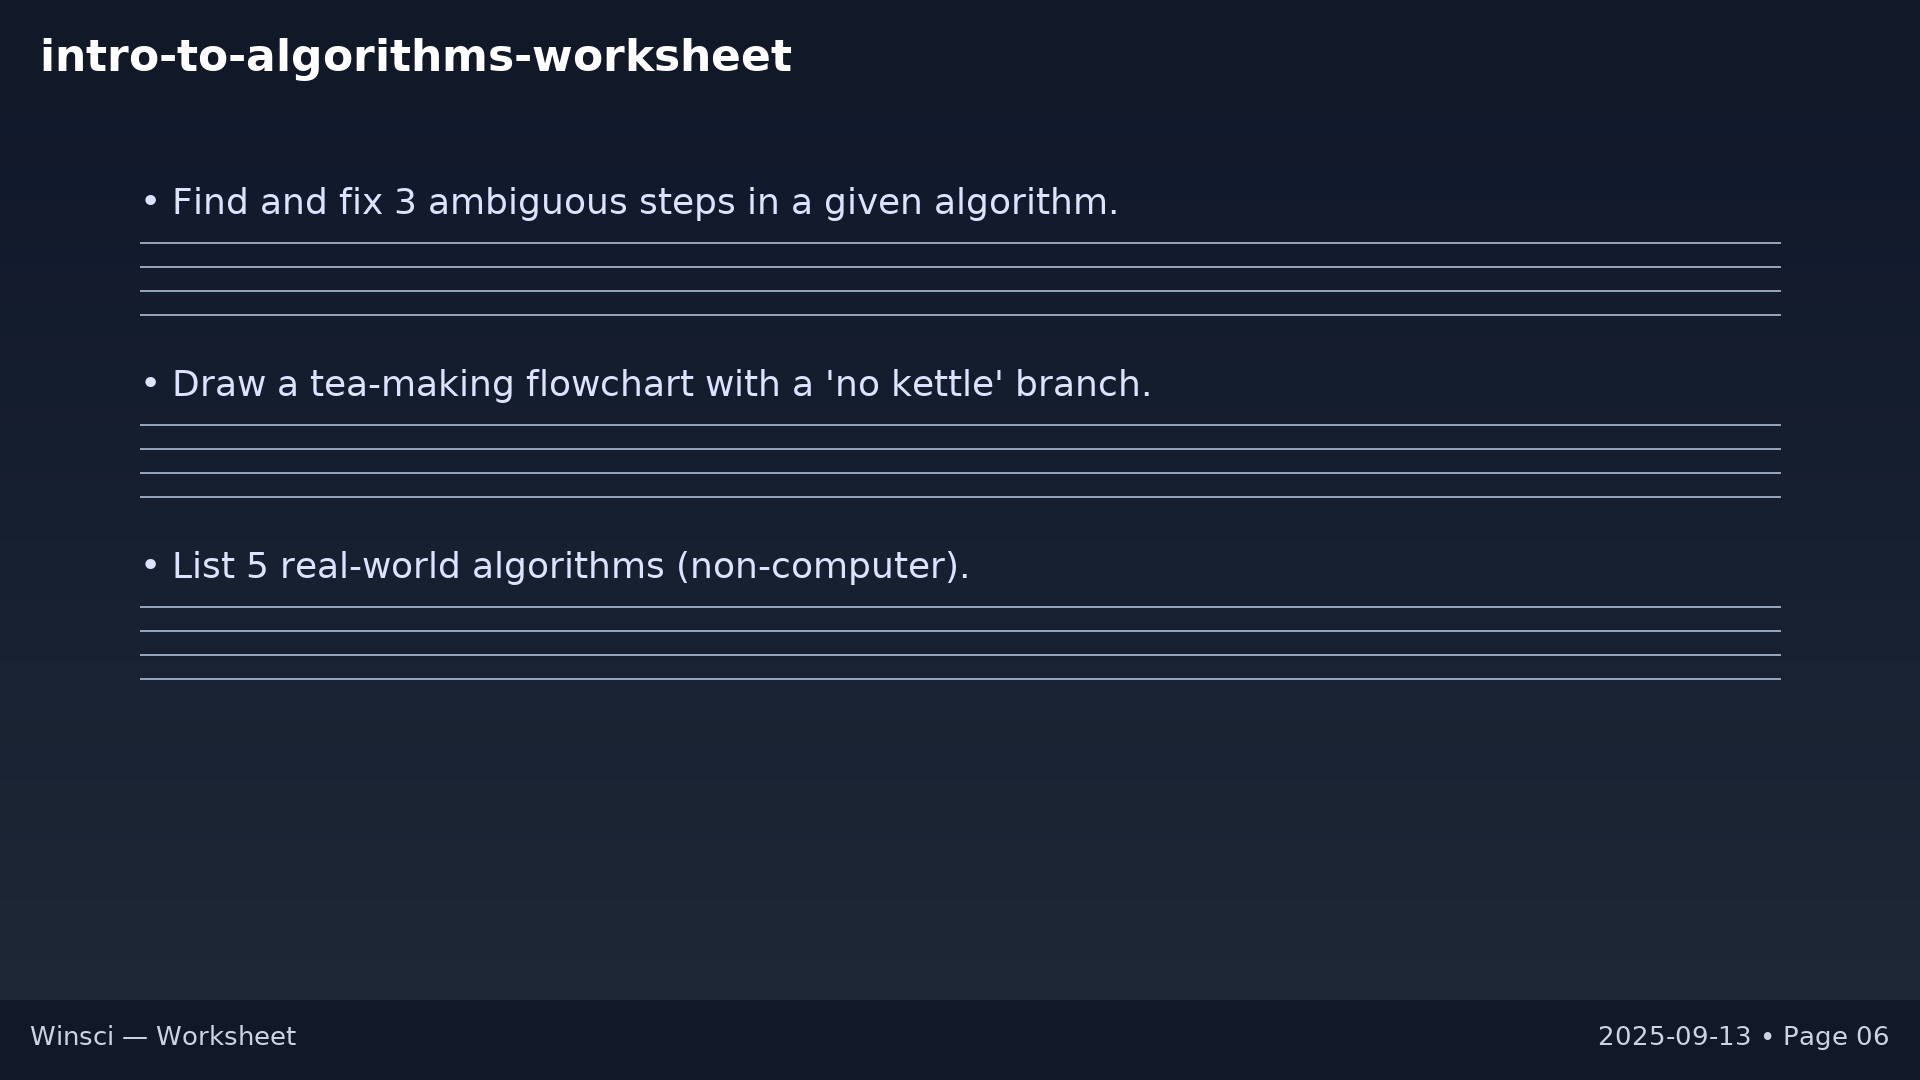 intro-to-algorithms-worksheet
• Find and fix 3 ambiguous steps in a given algorithm.
• Draw a tea-making flowchart with a 'no kettle' branch.
• List 5 real-world algorithms (non-computer).
Winsci — Worksheet
2025-09-13 • Page 06